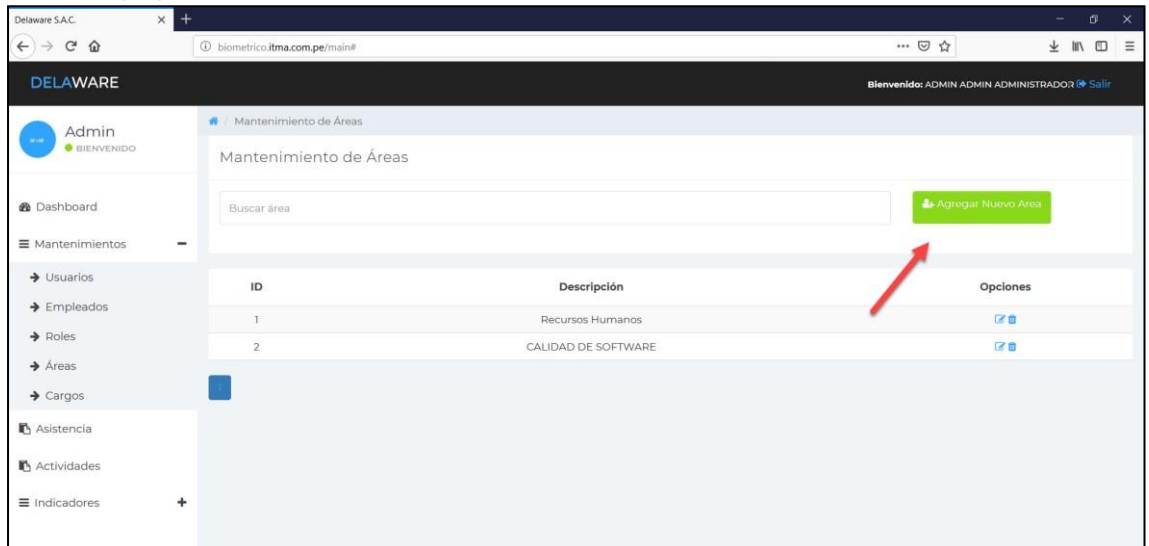 Delaware S.A.C.
biometrico.itma.com.pe/main#
DELAWARE
Bienvenido: ADMIN ADMIN ADMINISTRADOR Salir
Admin
BIENVENIDO
/ Mantenimiento de Áreas
Mantenimiento de Áreas
Dashboard
Buscar área
Agregar Nuevo Area
Mantenimientos
Usuarios
Empleados
Roles
Áreas
Cargos
Asistencia
Actividades
Indicadores
ID Descripción Opciones
1 Recursos Humanos
2 CALIDAD DE SOFTWARE
1